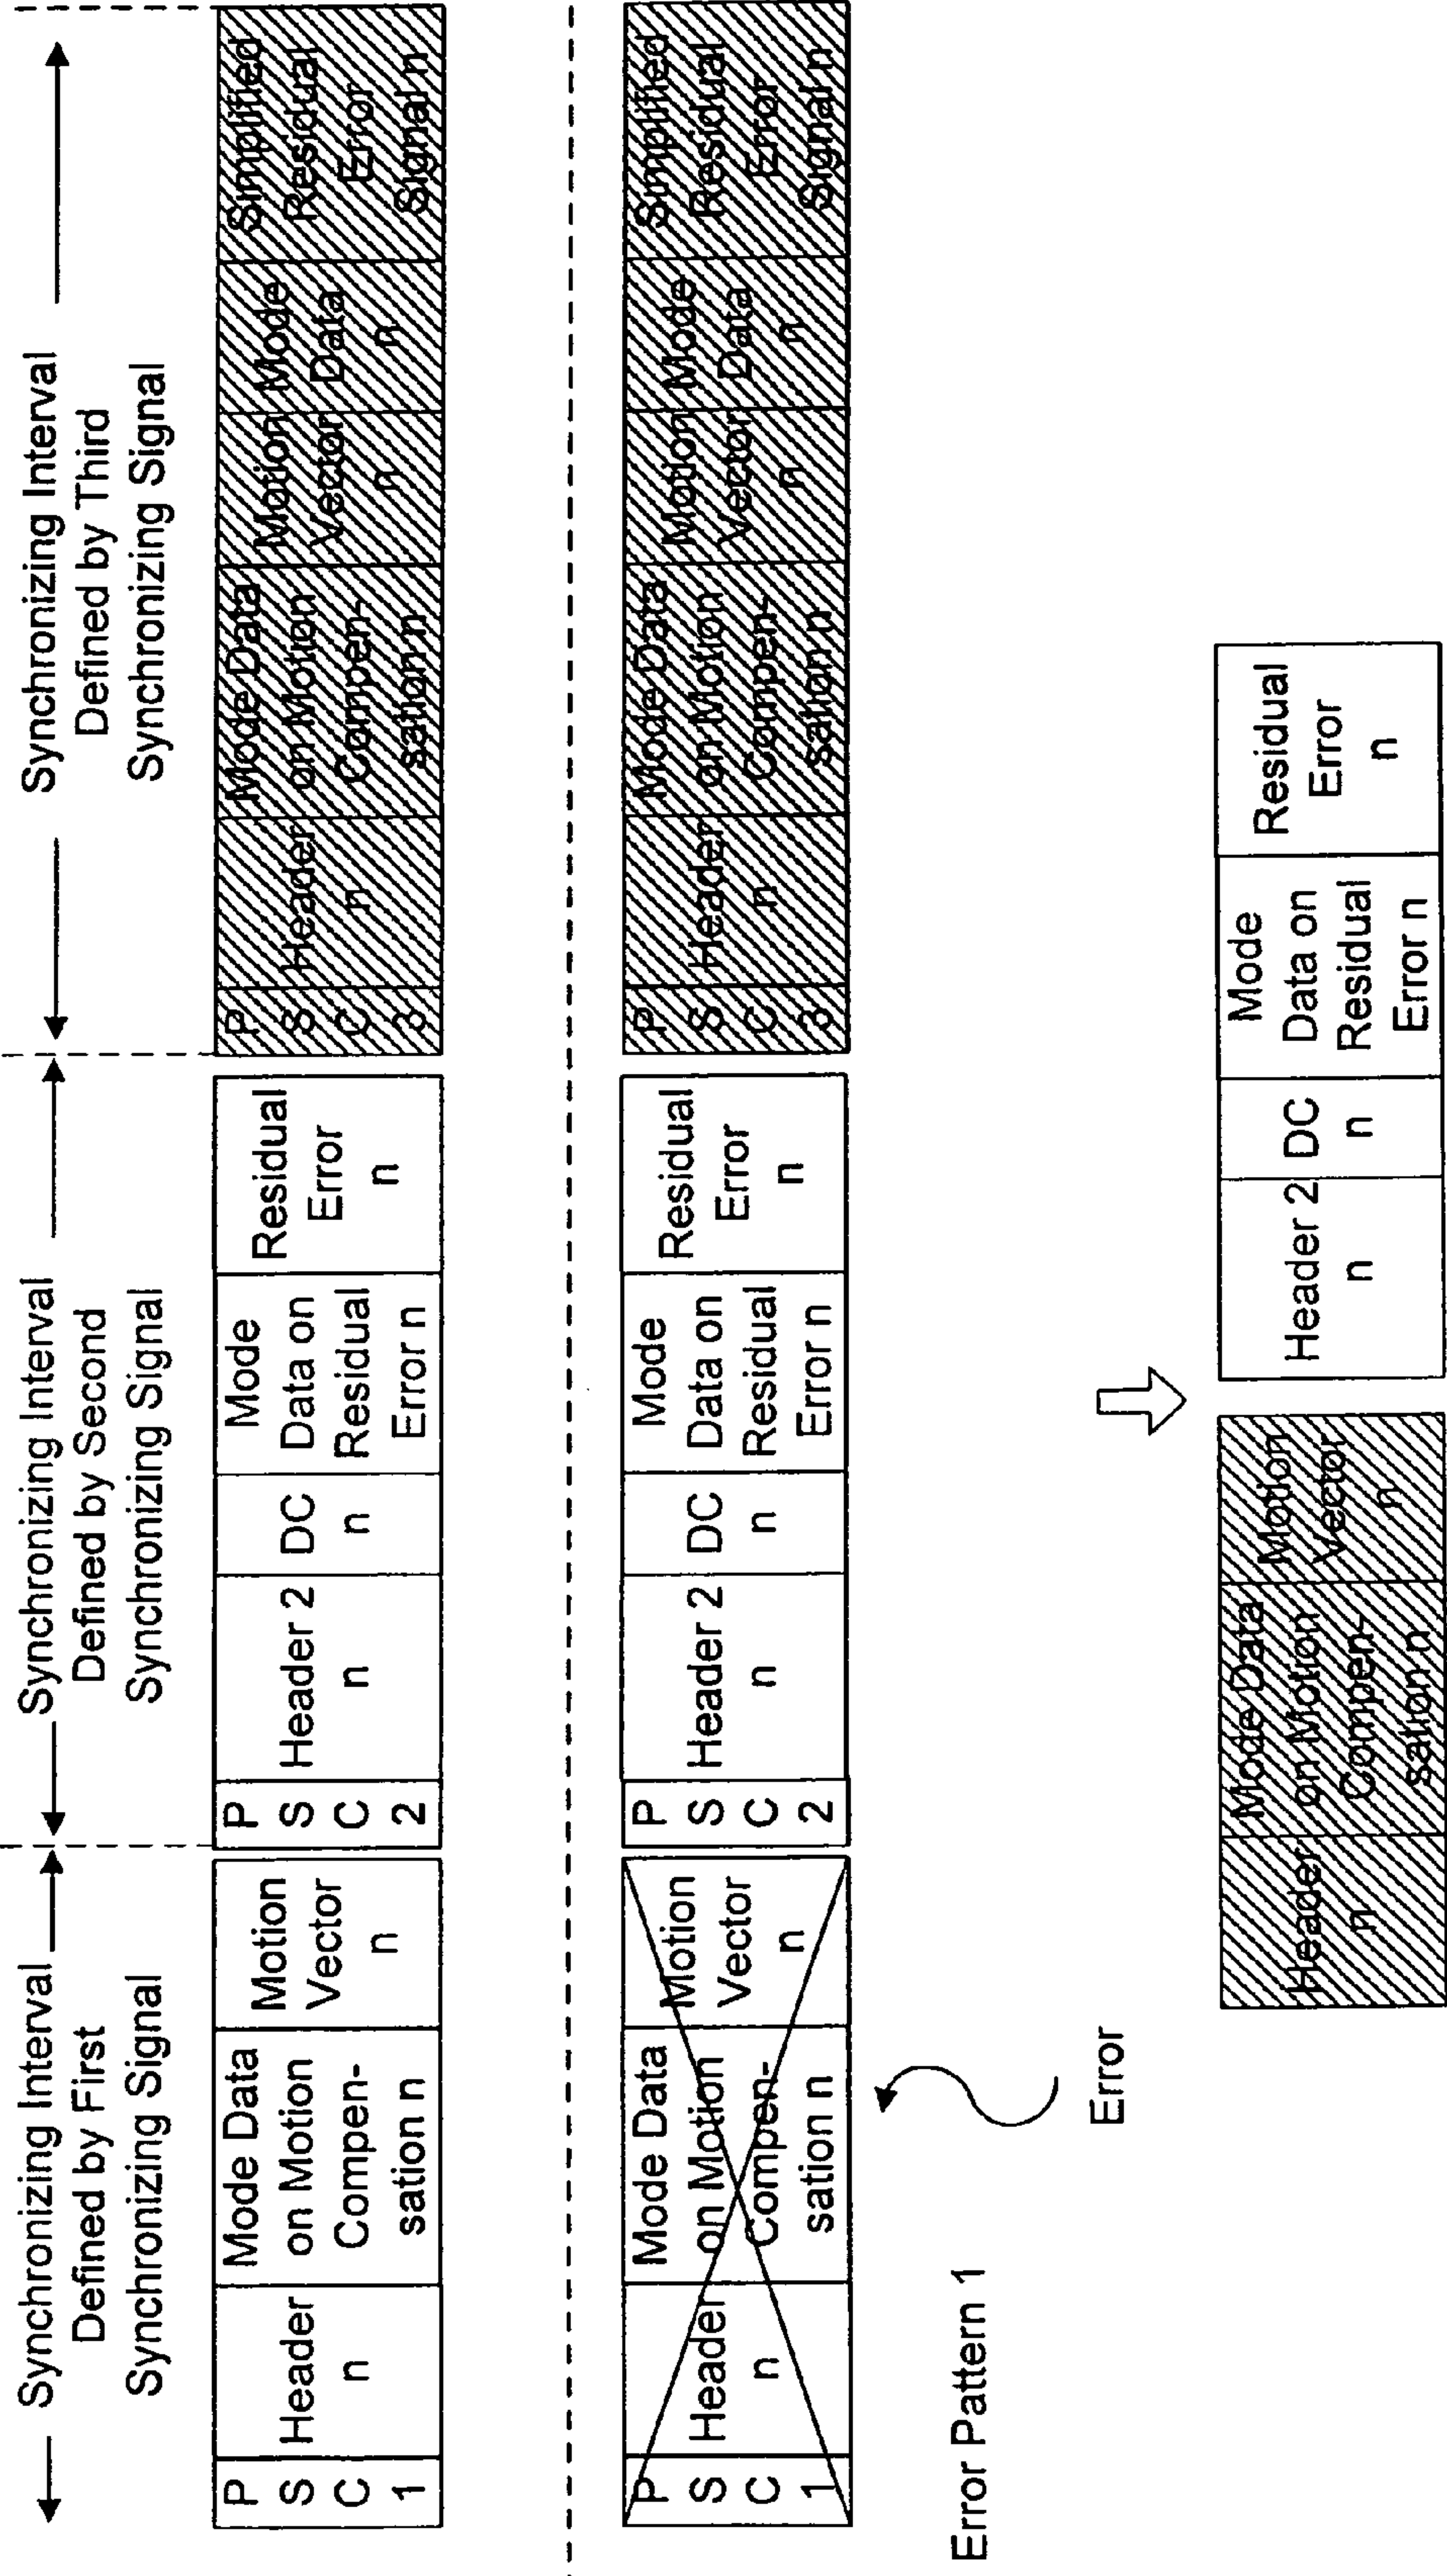 Synchronizing Interval
Defined by First
Synchronizing Signal
Synchronizing Interval
Defined by Second
Synchronizing Signal
Synchronizing Interval
Defined by Third
Synchronizing Signal
P
S
C
1
Header
n
Mode Data
on Motion
Compen-
sation n
Motion
Vector
n
P
S
C
2
Header 2
n
DC
n
Mode
Data on
Residual
Error n
Residual
Error
n
P
S
C
3
Header
n
Mode Data
on Motion
Compen-
sation n
Motion
Vector
n
Mode
Data
n
Simplified
Residual
Error
Signal n
P
S
C
1
Header
n
Mode Data
on Motion
Compen-
sation n
Motion
Vector
n
P
S
C
2
Header 2
n
DC
n
Mode
Data on
Residual
Error n
Residual
Error
n
P
S
C
3
Header
n
Mode Data
on Motion
Compen-
sation n
Motion
Vector
n
Mode
Data
n
Simplified
Residual
Error
Signal n
Error Pattern 1
Error
Header
n
Mode Data
on Motion
Compen-
sation n
Motion
Vector
n
Header 2
n
DC
n
Mode
Data on
Residual
Error n
Residual
Error
n